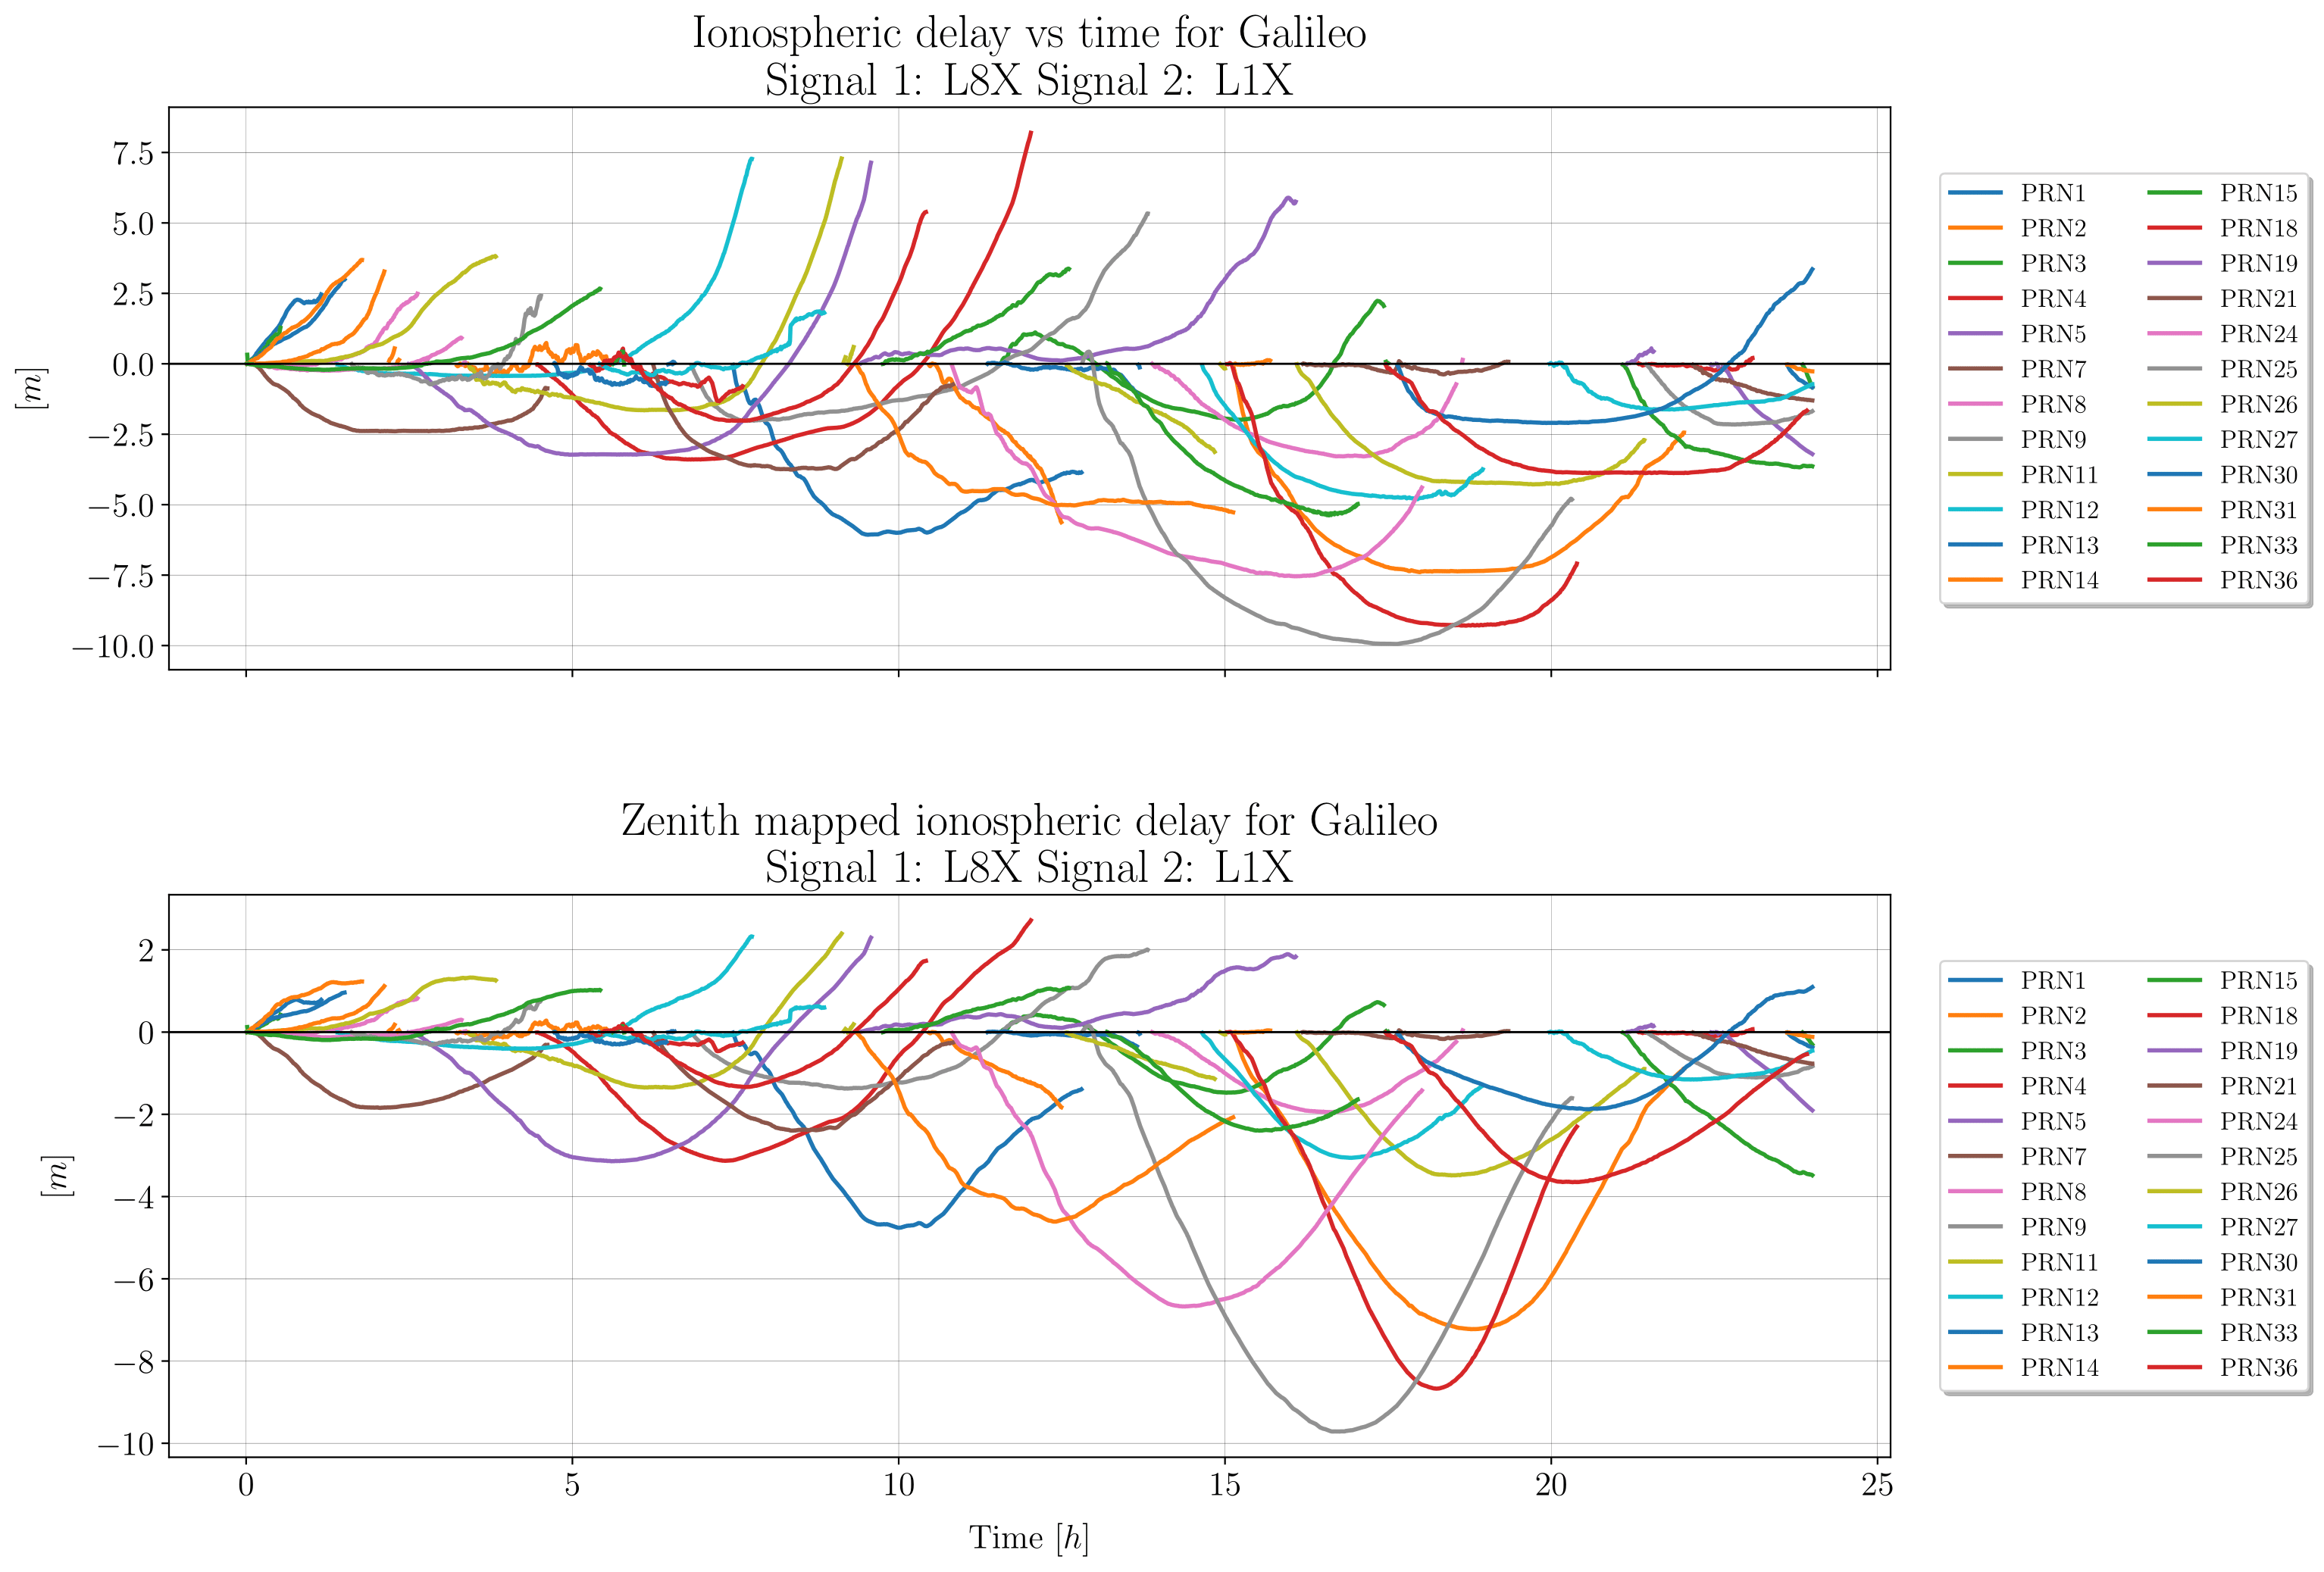 Ionospheric delay vs time for Galileo
Signal 1: L8X Signal 2: L1X
7.5
5.0
2.5
0.0
−2.5
−5.0
−7.5
−10.0
[m]
PRN1
PRN2
PRN3
PRN4
PRN5
PRN7
PRN8
PRN9
PRN11
PRN12
PRN13
PRN14
PRN15
PRN18
PRN19
PRN21
PRN24
PRN25
PRN26
PRN27
PRN30
PRN31
PRN33
PRN36
Zenith mapped ionospheric delay for Galileo
Signal 1: L8X Signal 2: L1X
2
0
−2
−4
−6
−8
−10
[m]
0 5 10 15 20 25
Time [h]
PRN1
PRN2
PRN3
PRN4
PRN5
PRN7
PRN8
PRN9
PRN11
PRN12
PRN13
PRN14
PRN15
PRN18
PRN19
PRN21
PRN24
PRN25
PRN26
PRN27
PRN30
PRN31
PRN33
PRN36